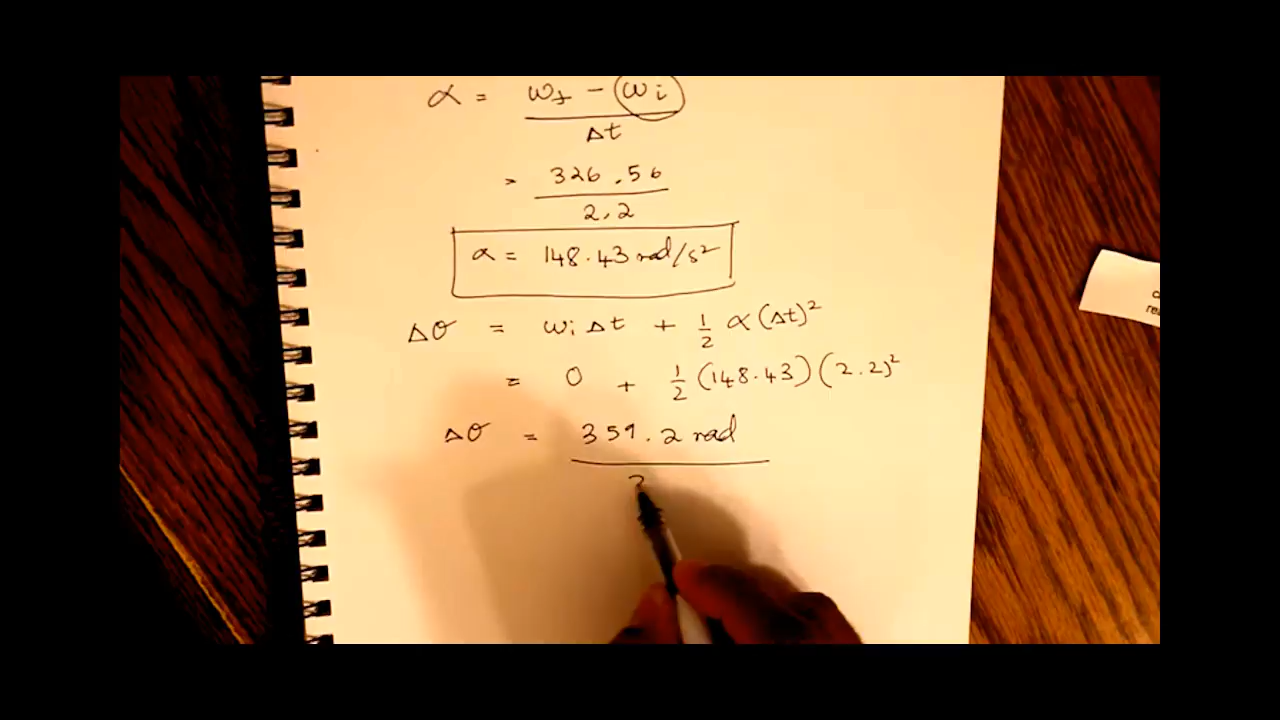 α = ωf - ωi
Δt
= 326.56
2.2
α = 148.43 rad/s²
Δθ = ωi Δt + 1/2 α (Δt)²
= 0 + 1/2 (148.43) (2.2)²
Δθ = 359.2 rad